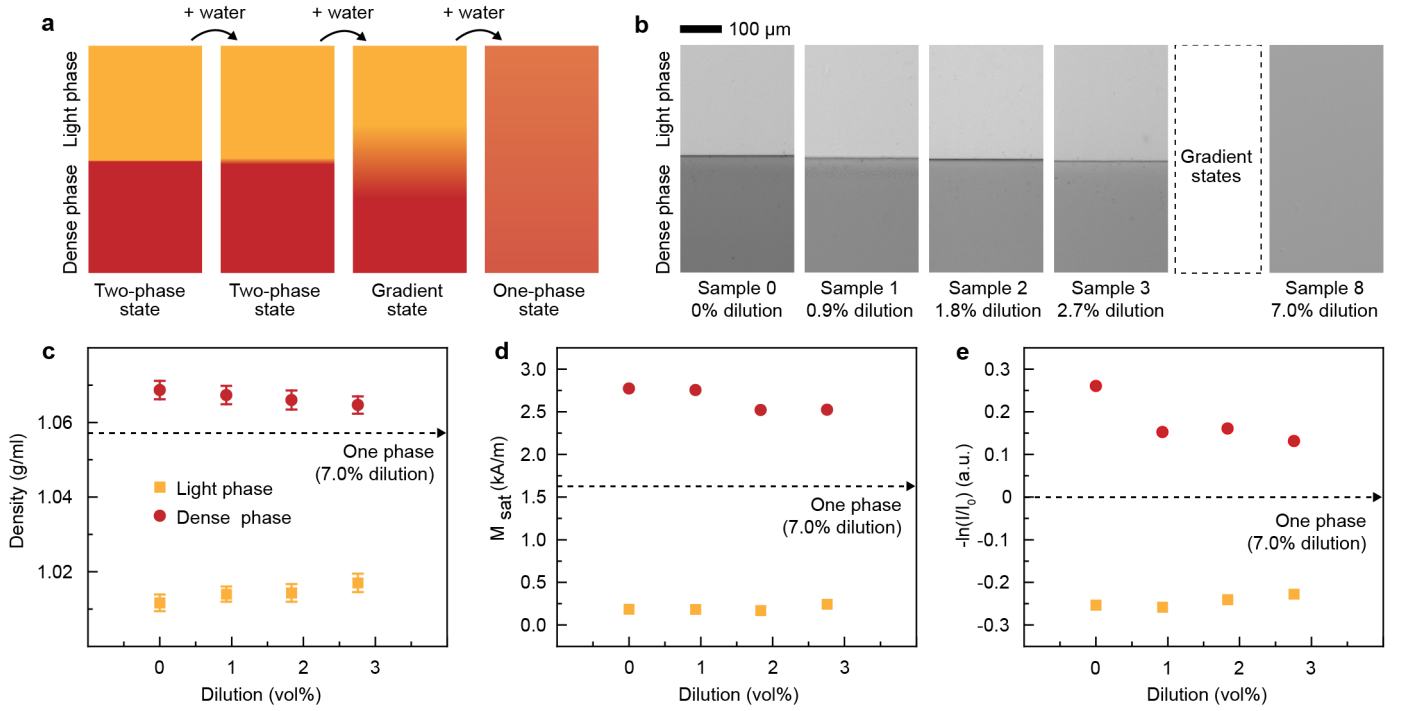 a
+ water
+ water
+ water
Light phase
Dense phase
Two-phase
state
Two-phase
state
Gradient
state
One-phase
state
b
100 µm
Light phase
Dense phase
Gradient
states
Sample 0
0% dilution
Sample 1
0.9% dilution
Sample 2
1.8% dilution
Sample 3
2.7% dilution
Sample 8
7.0% dilution
c
Density (g/ml)
1.06
1.04
1.02
One phase
(7.0% dilution)
Light phase
Dense phase
0 1 2 3
Dilution (vol%)
d
M sat (kA/m)
3.0
2.5
2.0
1.5
1.0
0.5
0.0
One phase
(7.0% dilution)
0 1 2 3
Dilution (vol%)
e
-ln(I/I0) (a.u.)
0.3
0.2
0.1
0
-0.1
-0.2
-0.3
One phase
(7.0% dilution)
0 1 2 3
Dilution (vol%)